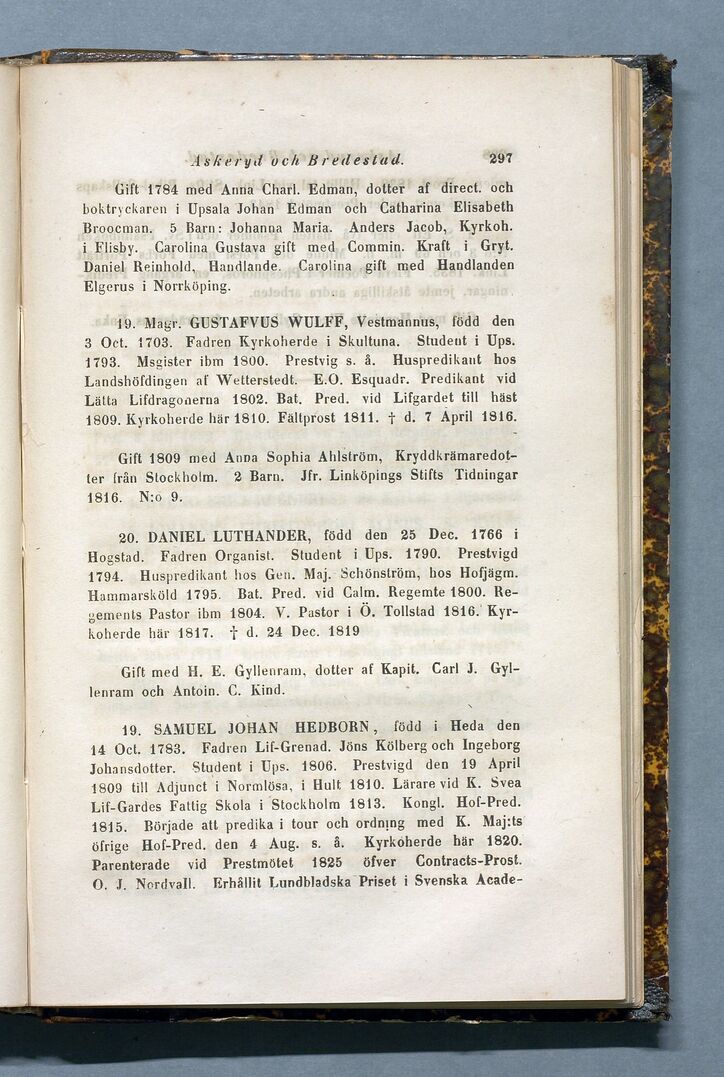 Askeryd och Bredestad. 297
Gift 1784 med Anna Charl. Edman, dotter af direct. och
boktryckaren i Upsala Johan Edman och Catharina Elisabeth
Broocman. 5 Barn: Johanna Maria. Anders Jacob, Kyrkoh.
i Flisby. Carolina Gustava gift med Commin. Kraft i Gryt.
Daniel Reinhold, Handlande. Carolina gift med Handlanden
Elgerus i Norrköping.
19. Magr. GUSTAFVUS WULFF, Vestmannus, född den
3 Oct. 1703. Fadren Kyrkoherde i Skultuna. Student i Ups.
1793. Msgister ibm 1800. Prestvig s. å. Huspredikant hos
Landshöfdingen af Wetterstedt. E.O. Esquadr. Predikant vid
Lätta Lifdragonerna 1802. Bat. Pred. vid Lifgardet till häst
1809. Kyrkoherde här 1810. Fältprost 1811. † d. 7 April 1816.
Gift 1809 med Anna Sophia Ahlström, Kryddkrämaredot-
ter från Stockholm. 2 Barn. Jfr. Linköpings Stifts Tidningar
1816. N:o 9.
20. DANIEL LUTHANDER, född den 25 Dec. 1766 i
Hogstad. Fadren Organist. Student i Ups. 1790. Prestvigd
1794. Huspredikant hos Gen. Maj. Schönström, hos Hofjägm.
Hammarsköld 1795. Bat. Pred. vid Calm. Regemte 1800. Re-
gements Pastor ibm 1804. V. Pastor i Ö. Tollstad 1816. Kyr-
koherde här 1817. † d. 24 Dec. 1819
Gift med H. E. Gyllenram, dotter af Kapit. Carl J. Gyl-
lenram och Antoin. C. Kind.
19. SAMUEL JOHAN HEDBORN, född i Heda den
14 Oct. 1783. Fadren Lif-Grenad. Jöns Kölberg och Ingeborg
Johansdotter. Student i Ups. 1806. Prestvigd den 19 April
1809 till Adjunct i Normlösa, i Hult 1810. Lärare vid K. Svea
Lif-Gardes Fattig Skola i Stockholm 1813. Kongl. Hof-Pred.
1815. Började att predika i tour och ordning med K. Maj:ts
öfrige Hof-Pred. den 4 Aug. s. å. Kyrkoherde här 1820.
Parenterade vid Prestmötet 1825 öfver Contracts-Prost.
O. J. Nordvall. Erhållit Lundbladska Priset i Svenska Acade-